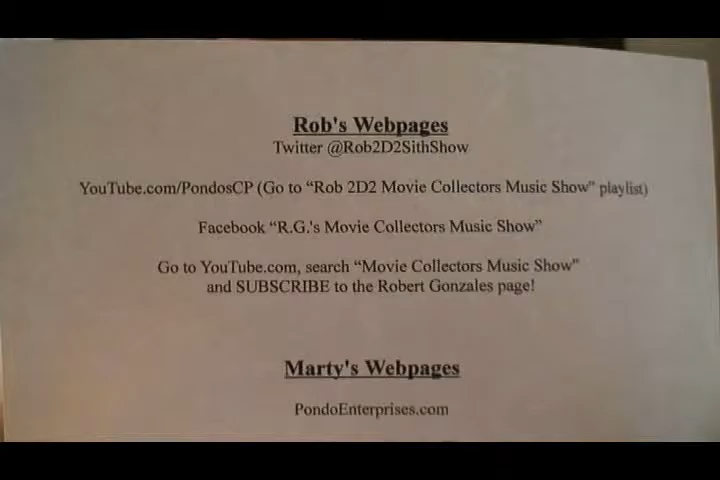 Rob's Webpages
Twitter @Rob2D2SithShow
YouTube.com/PondosCP (Go to “Rob 2D2 Movie Collectors Music Show” playlist)
Facebook “R.G.'s Movie Collectors Music Show”
Go to YouTube.com, search “Movie Collectors Music Show”
and SUBSCRIBE to the Robert Gonzales page!
Marty's Webpages
PondoEnterprises.com